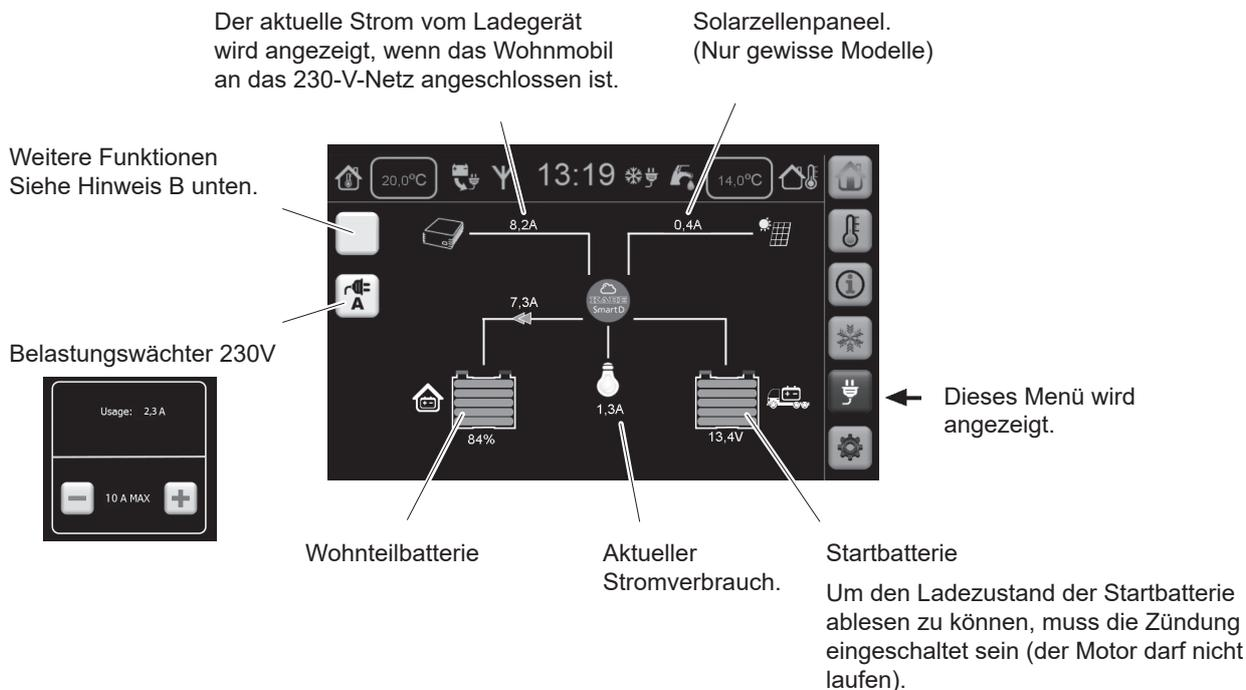 Der aktuelle Strom vom Ladegerät
wird angezeigt, wenn das Wohnmobil
an das 230-V-Netz angeschlossen ist.
Solarzellenpaneel.
(Nur gewisse Modelle)
Weitere Funktionen
Siehe Hinweis B unten.
20,0°C
13:19
14,0°C
8,2A
0,4A
A
7,3A
KABE
SmartD
Belastungswächter 230V
Usage: 2,3 A
10 A MAX
1,3A
84%
13,4V
Dieses Menü wird
angezeigt.
Wohnteilbatterie
Aktueller
Stromverbrauch.
Startbatterie
Um den Ladezustand der Startbatterie
ablesen zu können, muss die Zündung
eingeschaltet sein (der Motor darf nicht
laufen).